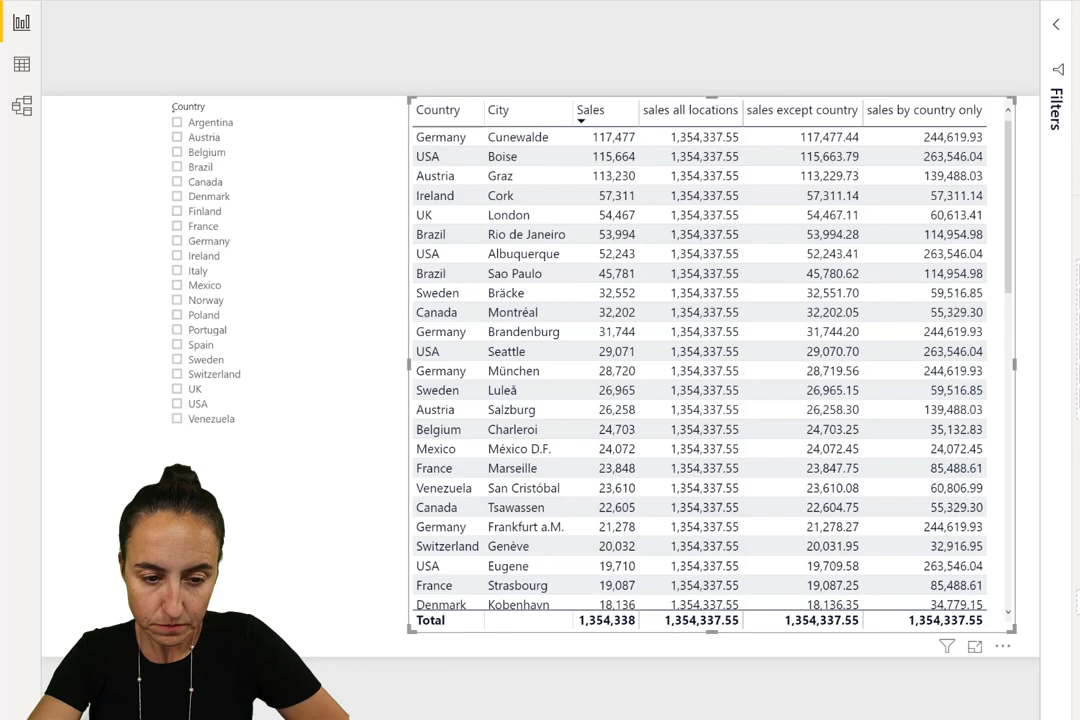 Country
Argentina
Austria
Belgium
Brazil
Canada
Denmark
Finland
France
Germany
Ireland
Italy
Mexico
Norway
Poland
Portugal
Spain
Sweden
Switzerland
UK
USA
Venezuela
Country City Sales sales all locations sales except country sales by country only
Germany Cunewalde 117,477 1,354,337.55 117,477.44 244,619.93
USA Boise 115,664 1,354,337.55 115,663.79 263,546.04
Austria Graz 113,230 1,354,337.55 113,229.73 139,488.03
Ireland Cork 57,311 1,354,337.55 57,311.14 57,311.14
UK London 54,467 1,354,337.55 54,467.11 60,613.41
Brazil Rio de Janeiro 53,994 1,354,337.55 53,994.28 114,954.98
USA Albuquerque 52,243 1,354,337.55 52,243.41 263,546.04
Brazil Sao Paulo 45,781 1,354,337.55 45,780.62 114,954.98
Sweden Bräcke 32,552 1,354,337.55 32,551.70 59,516.85
Canada Montréal 32,202 1,354,337.55 32,202.05 55,329.30
Germany Brandenburg 31,744 1,354,337.55 31,744.20 244,619.93
USA Seattle 29,071 1,354,337.55 29,070.70 263,546.04
Germany München 28,720 1,354,337.55 28,719.56 244,619.93
Sweden Luleå 26,965 1,354,337.55 26,965.15 59,516.85
Austria Salzburg 26,258 1,354,337.55 26,258.30 139,488.03
Belgium Charleroi 24,703 1,354,337.55 24,703.25 35,132.83
Mexico México D.F. 24,072 1,354,337.55 24,072.45 24,072.45
France Marseille 23,848 1,354,337.55 23,847.75 85,488.61
Venezuela San Cristóbal 23,610 1,354,337.55 23,610.08 60,806.99
Canada Tsawassen 22,605 1,354,337.55 22,604.75 55,329.30
Germany Frankfurt a.M. 21,278 1,354,337.55 21,278.27 244,619.93
Switzerland Genève 20,032 1,354,337.55 20,031.95 32,916.95
USA Eugene 19,710 1,354,337.55 19,709.58 263,546.04
France Strasbourg 19,087 1,354,337.55 19,087.25 85,488.61
Denmark Kobenhavn 18,136 1,354,337.55 18,136.35 34,779.15
Total 1,354,338 1,354,337.55 1,354,337.55 1,354,337.55
Filters